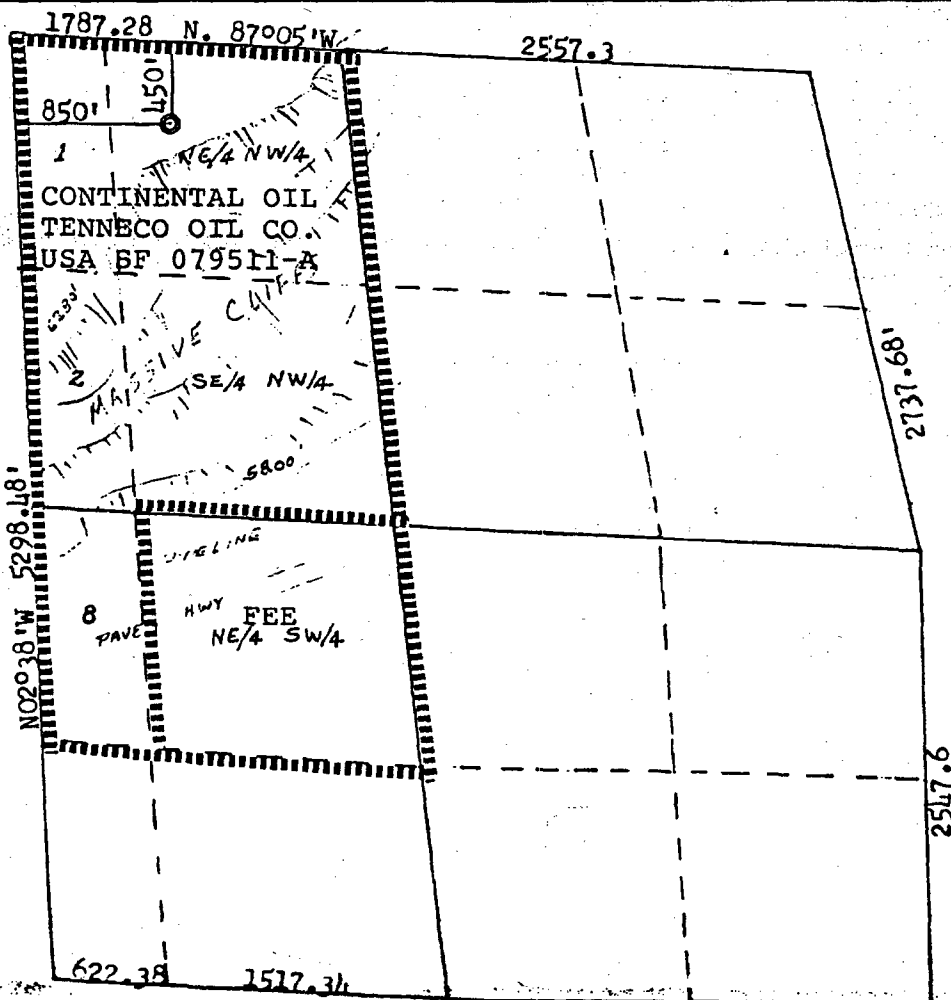 1787.28 N. 87°05'W
2557.3
450'
850'
1
NE/4 NW/4
CONTINENTAL OIL
TENNECO OIL CO.
USA SF 079511-A
MASSIVE CLIFF
2
SE/4 NW/4
5800'
2737.68'
N02°38'W 5298.48'
8
PAVE
HWY
FEE
NE/4 SW/4
2547.6
622.38
1517.34